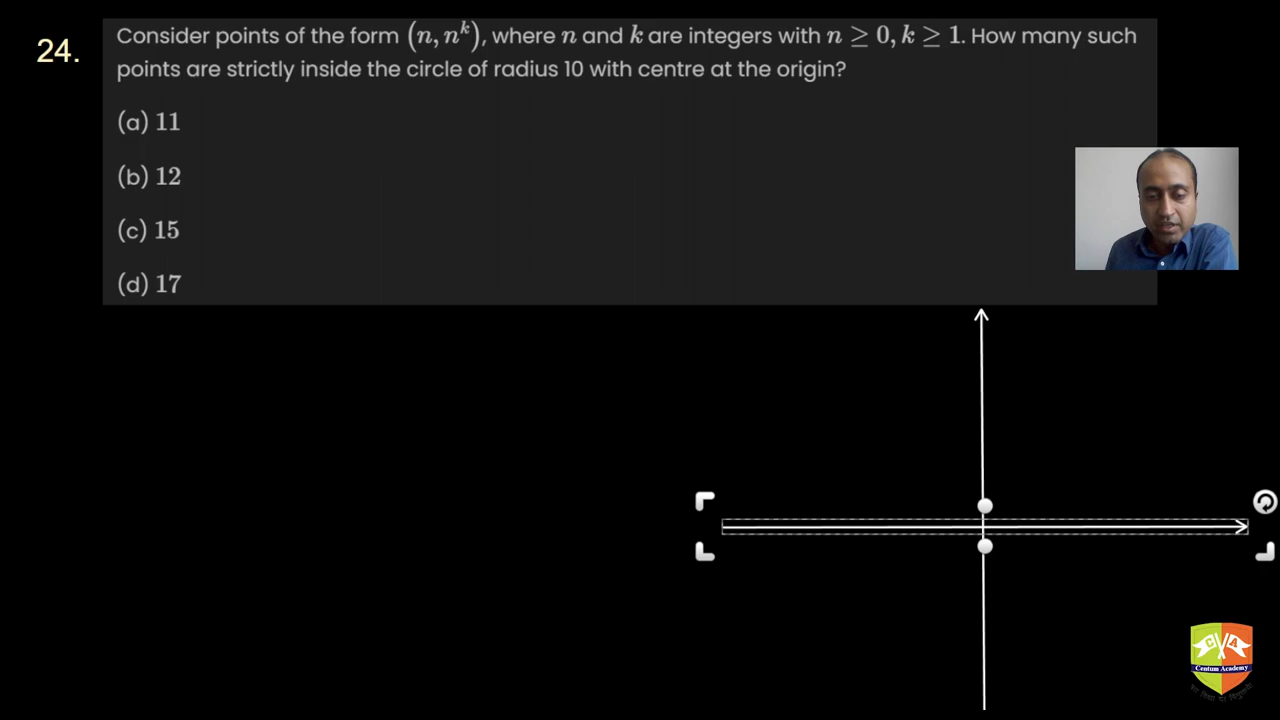 24.
Consider points of the form (n, n^k), where n and k are integers with n ≥ 0, k ≥ 1. How many such
points are strictly inside the circle of radius 10 with centre at the origin?
(a) 11
(b) 12
(c) 15
(d) 17
C A
Centum Academy